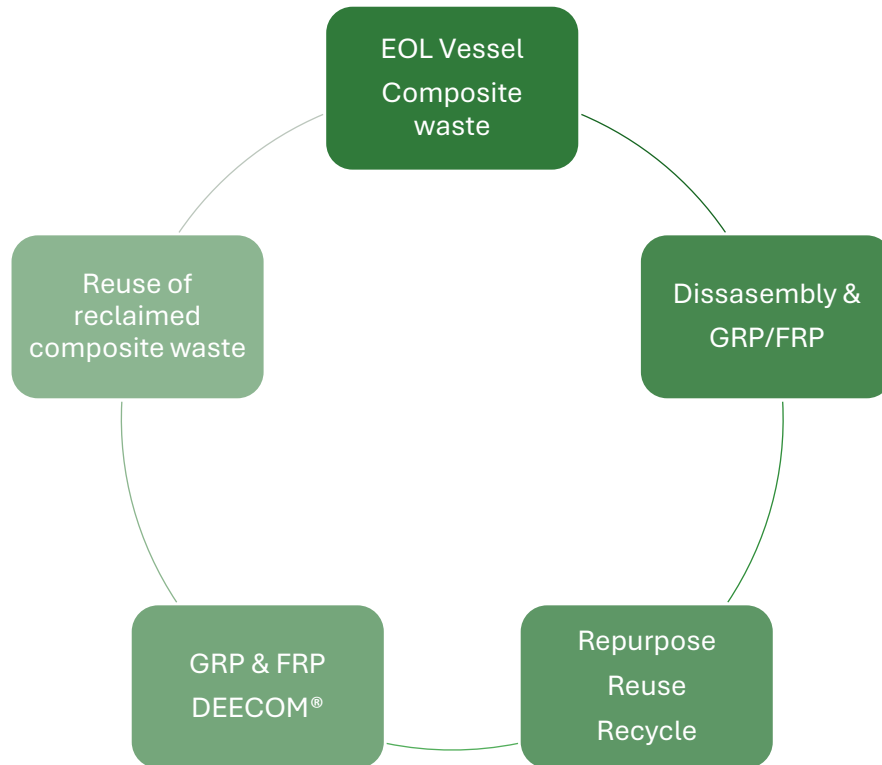 EOL Vessel
Composite
waste
Dissasembly &
GRP/FRP
Repurpose
Reuse
Recycle
GRP & FRP
DEECOM®
Reuse of
reclaimed
composite waste